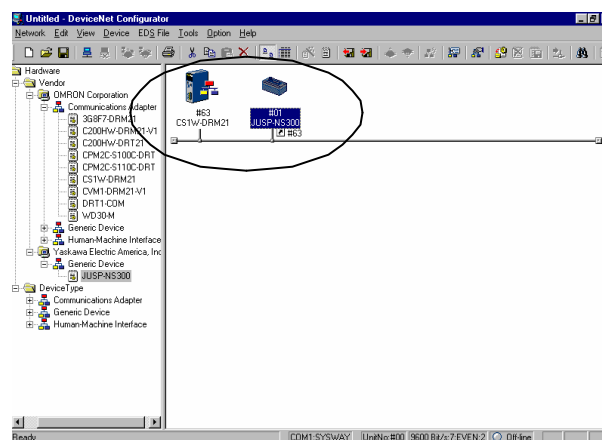 Untitled - DeviceNet Configurator
Network Edit View Device EDS File Tools Option Help
Hardware
Vendor
OMRON Corporation
Communications Adapter
3G8F7-DRM21
C200HW-DRM21-V1
C200HW-DRT21
CPM2C-S100C-DRT
CPM2C-S110C-DRT
CS1W-DRM21
CVM1-DRM21-V1
DRT1-COM
WD30-M
Generic Device
Human-Machine Interface
Yaskawa Electric America, Inc
Generic Device
JUSP-NS300
DeviceType
Communications Adapter
Generic Device
Human-Machine Interface
#63
CS1W-DRM21
#01
JUSP-NS300
#63
Ready
COM1:SYSWAY UnitNo:#00 9600 Bit/s:7:EVEN:2 Off-line